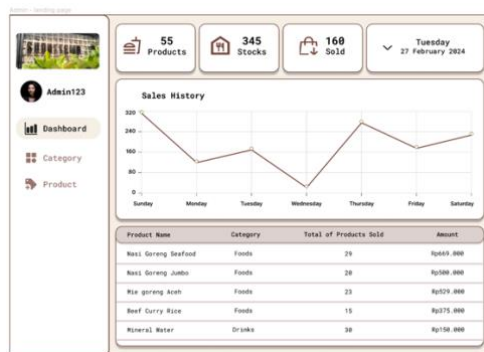 Admin - landing page
Admin123
Dashboard
Category
Product
55
Products
345
Stocks
160
Sold
Tuesday
27 February 2024
Sales History
320
240
160
80
0
Sunday Monday Tuesday Wednesday Thursday Friday Saturday
Product Name Category Total of Products Sold Amount
Nasi Goreng Seafood Foods 29 Rp669.000
Nasi Goreng Jumbo Foods 20 Rp500.000
Mie goreng Aceh Foods 23 Rp529.000
Beef Curry Rice Foods 15 Rp375.000
Mineral Water Drinks 30 Rp150.000